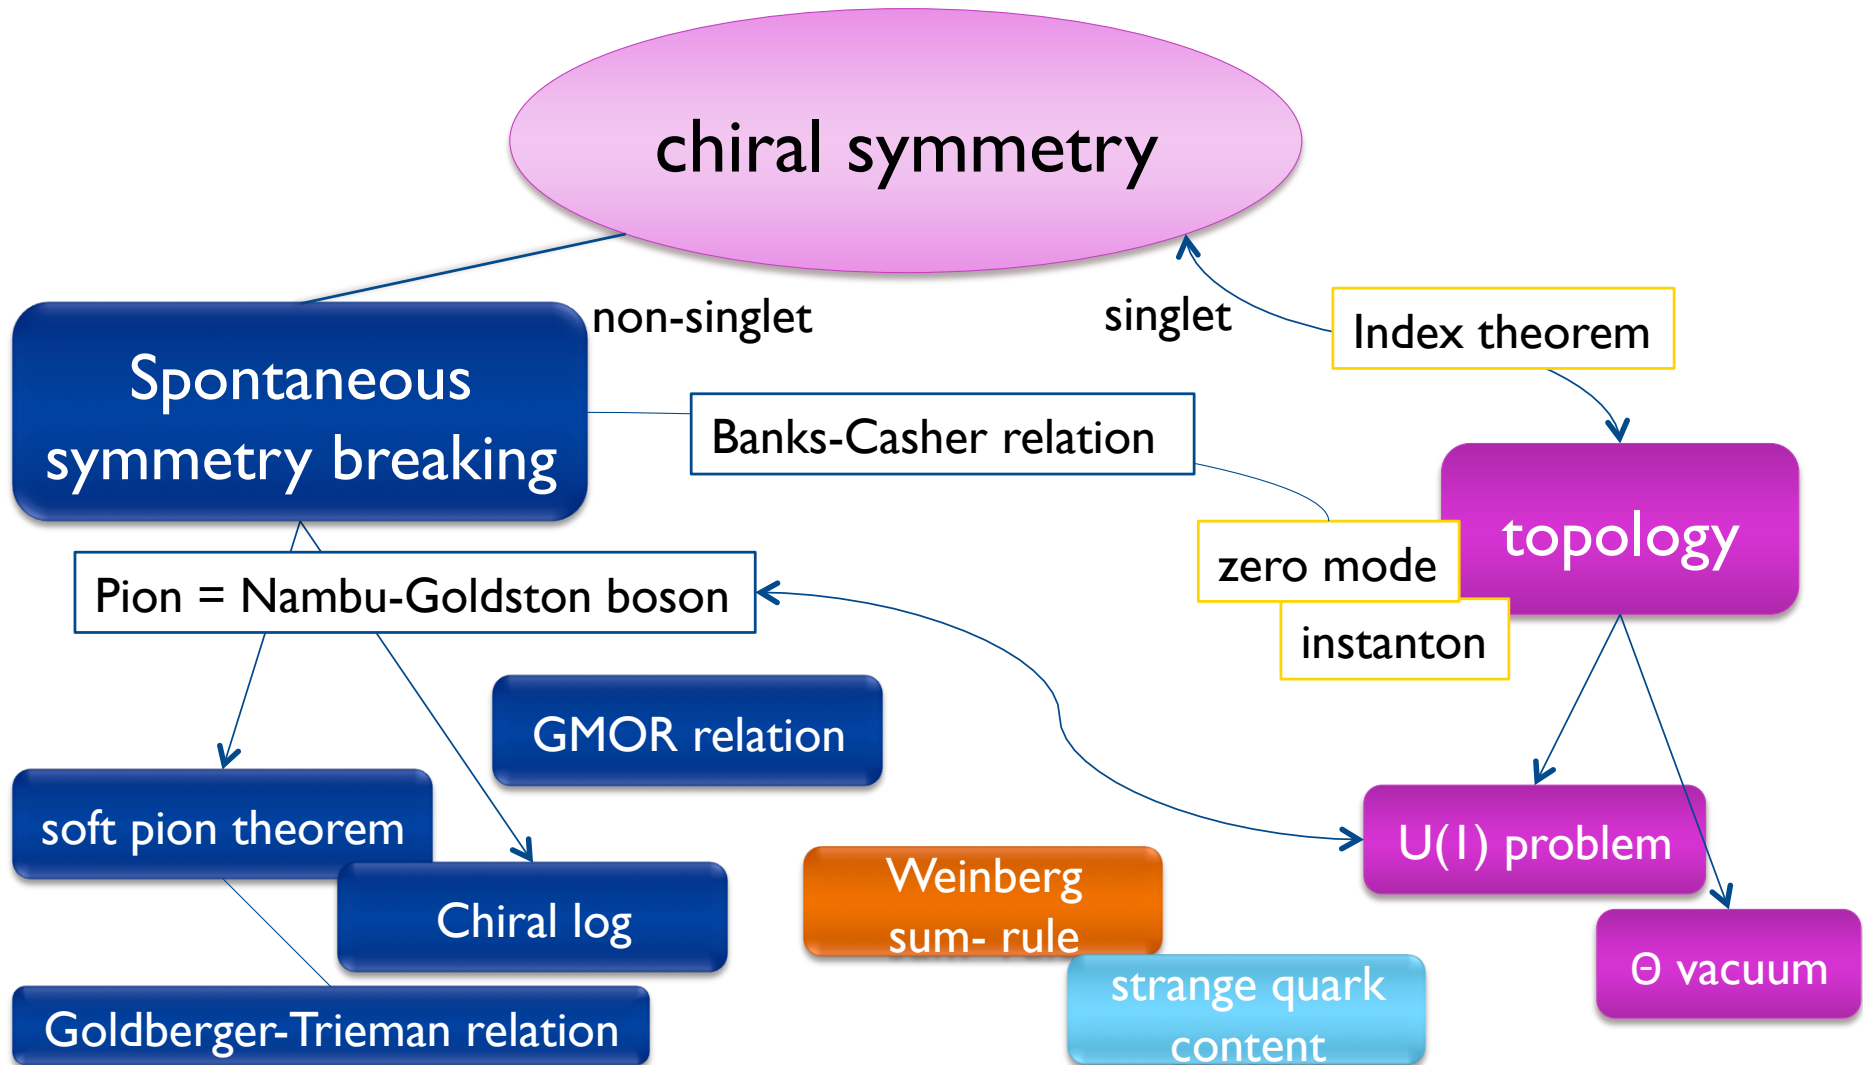 chiral symmetry
non-singlet
singlet
Index theorem
Spontaneous
symmetry breaking
Banks-Casher relation
topology
zero mode
instanton
Pion = Nambu-Goldston boson
GMOR relation
soft pion theorem
Chiral log
Goldberger-Trieman relation
Weinberg
sum- rule
strange quark
content
U(1) problem
Θ vacuum